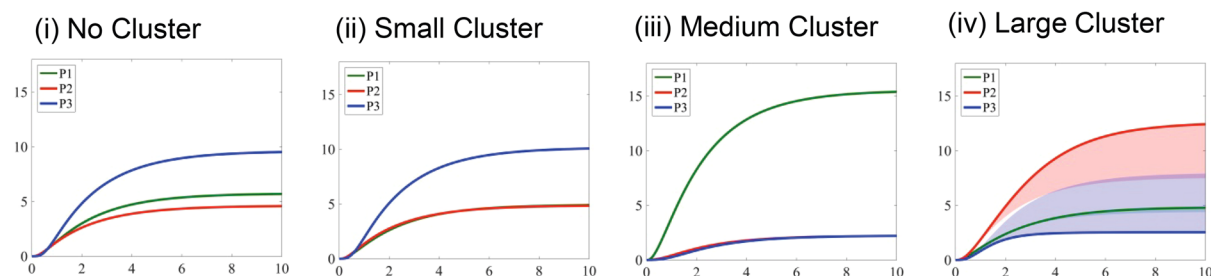 (i) No Cluster
(ii) Small Cluster
(iii) Medium Cluster
(iv) Large Cluster
P1
P2
P3
15
10
5
0
0 2 4 6 8 10
P1
P2
P3
15
10
5
0
0 2 4 6 8 10
P1
P2
P3
15
10
5
0
0 2 4 6 8 10
P1
P2
P3
15
10
5
0
0 2 4 6 8 10